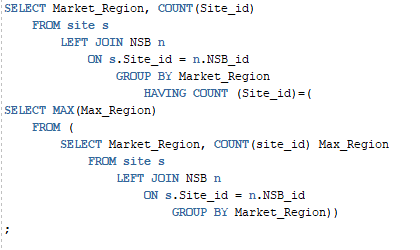 SELECT Market_Region, COUNT(Site_id)
FROM site s
LEFT JOIN NSB n
ON s.Site_id = n.NSB_id
GROUP BY Market_Region
HAVING COUNT (Site_id)=(
SELECT MAX(Max_Region)
FROM (
SELECT Market_Region, COUNT(site_id) Max_Region
FROM site s
LEFT JOIN NSB n
ON s.Site_id = n.NSB_id
GROUP BY Market_Region))
;